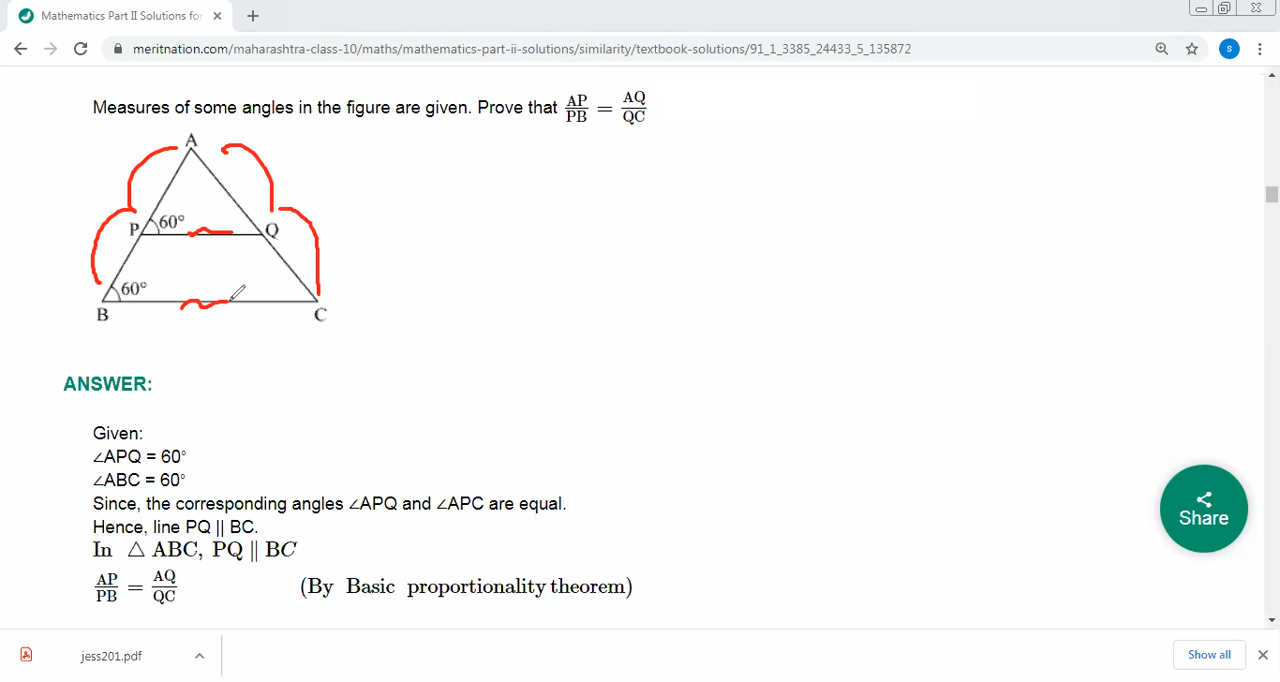 Mathematics Part II Solutions for
meritnation.com/maharashtra-class-10/maths/mathematics-part-ii-solutions/similarity/textbook-solutions/91_1_3385_24433_5_135872
s
Measures of some angles in the figure are given. Prove that AP/PB = AQ/QC
A
P 60° Q
60°
B C
ANSWER:
Given:
∠APQ = 60°
∠ABC = 60°
Since, the corresponding angles ∠APQ and ∠APC are equal.
Hence, line PQ || BC.
In △ ABC, PQ || BC
AP/PB = AQ/QC (By Basic proportionality theorem)
Share
jess201.pdf
Show all